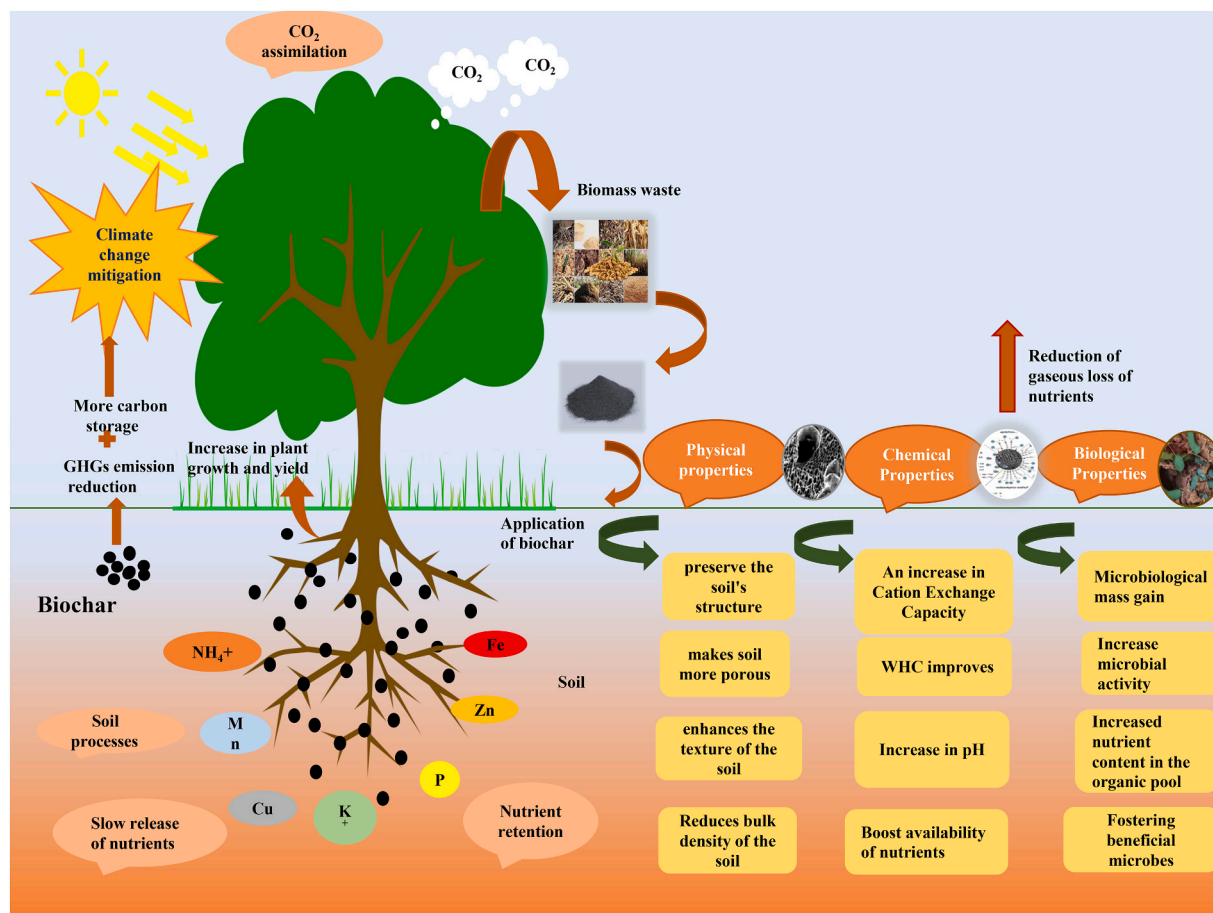 CO₂
assimilation
CO₂
CO₂
Biomass waste
Climate
change
mitigation
More carbon
storage
GHGs emission
reduction
Increase in plant
growth and yield
Reduction of
gaseous loss of
nutrients
Physical
properties
Chemical
Properties
Biological
Properties
Application
of biochar
Biochar
NH₄+
Fe
Zn
M
n
P
Cu
K
+
Soil
Soil
processes
Slow release
of nutrients
Nutrient
retention
preserve the
soil's
structure
makes soil
more porous
enhances the
texture of the
soil
Reduces bulk
density of the
soil
An increase in
Cation Exchange
Capacity
WHC improves
Increase in pH
Boost availability
of nutrients
Microbiological
mass gain
Increase
microbial
activity
Increased
nutrient
content in the
organic pool
Fostering
beneficial
microbes